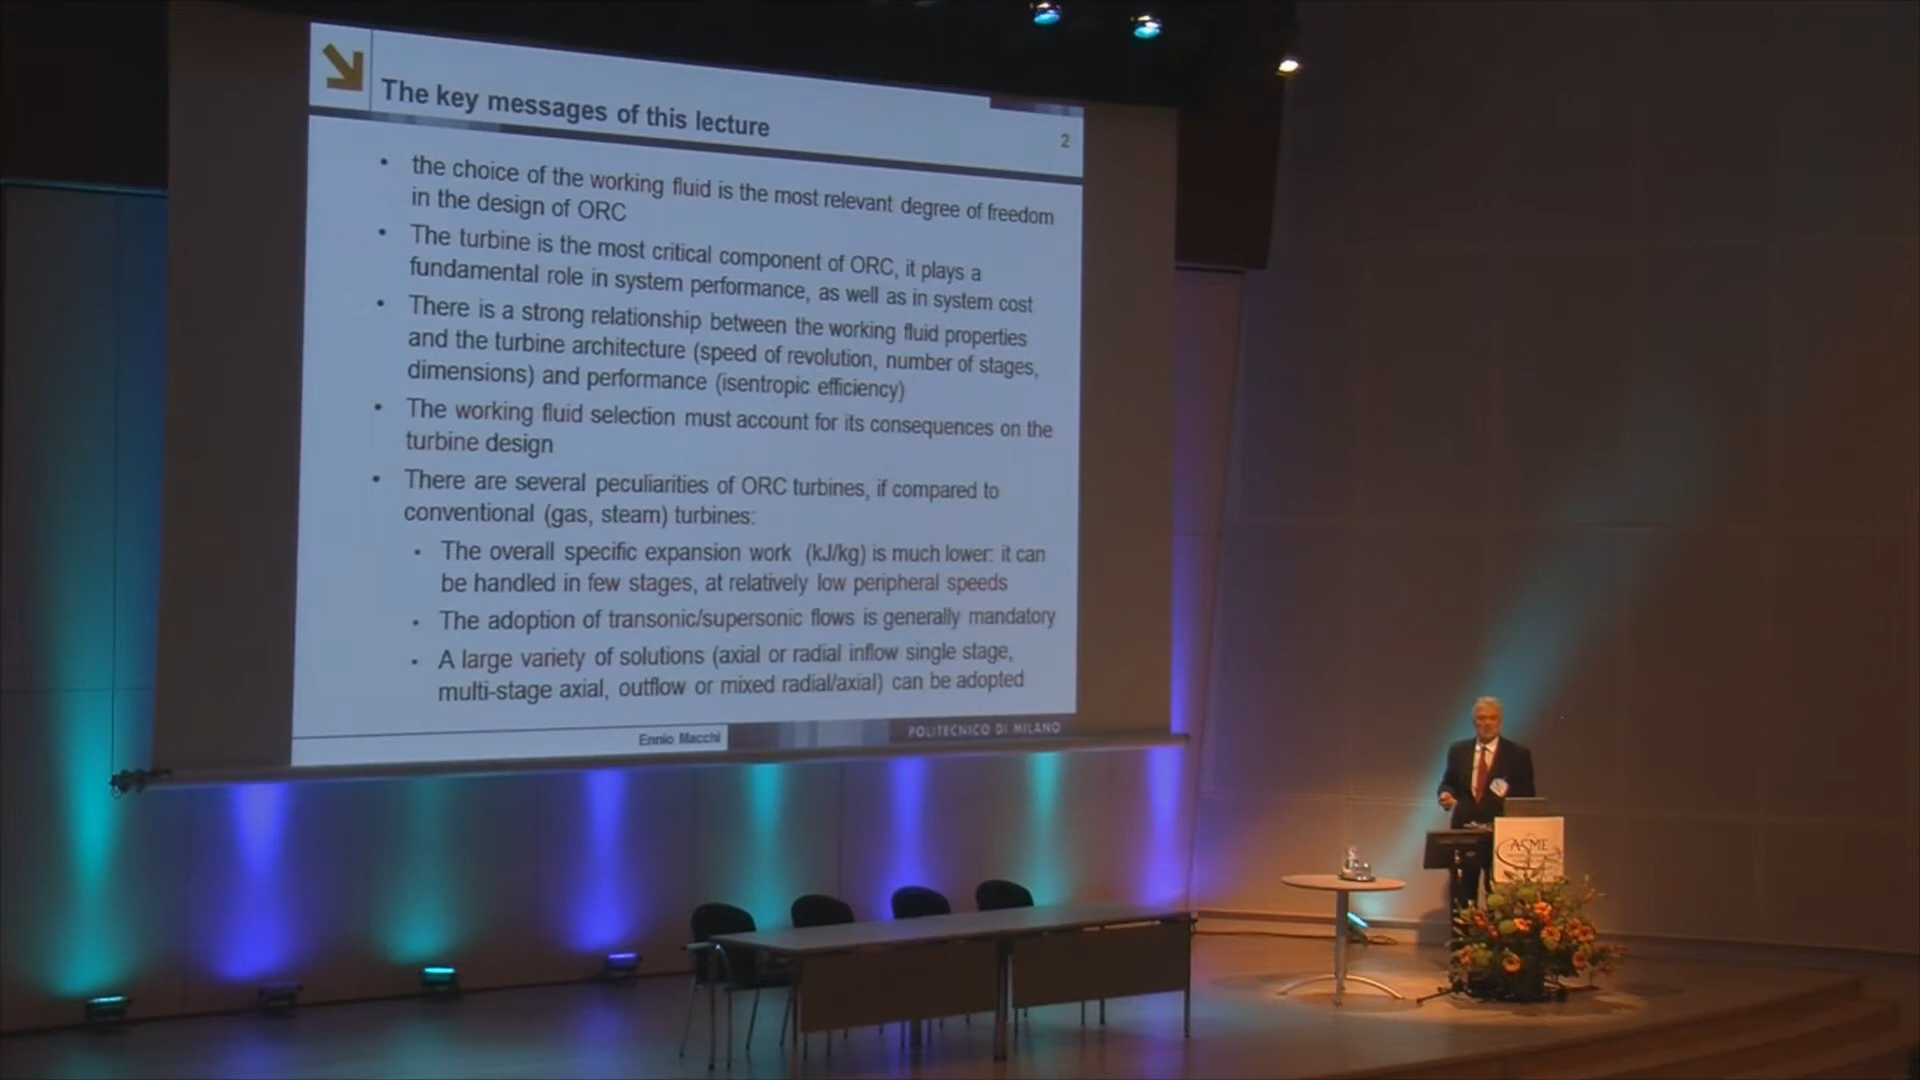 The key messages of this lecture
2
• the choice of the working fluid is the most relevant degree of freedom
in the design of ORC
• The turbine is the most critical component of ORC, it plays a
fundamental role in system performance, as well as in system cost
• There is a strong relationship between the working fluid properties
and the turbine architecture (speed of revolution, number of stages,
dimensions) and performance (isentropic efficiency)
• The working fluid selection must account for its consequences on the
turbine design
• There are several peculiarities of ORC turbines, if compared to
conventional (gas, steam) turbines:
• The overall specific expansion work (kJ/kg) is much lower: it can
be handled in few stages, at relatively low peripheral speeds
• The adoption of transonic/supersonic flows is generally mandatory
• A large variety of solutions (axial or radial inflow single stage,
multi-stage axial, outflow or mixed radial/axial) can be adopted
Ennio Macchi
POLITECNICO DI MILANO
ASME